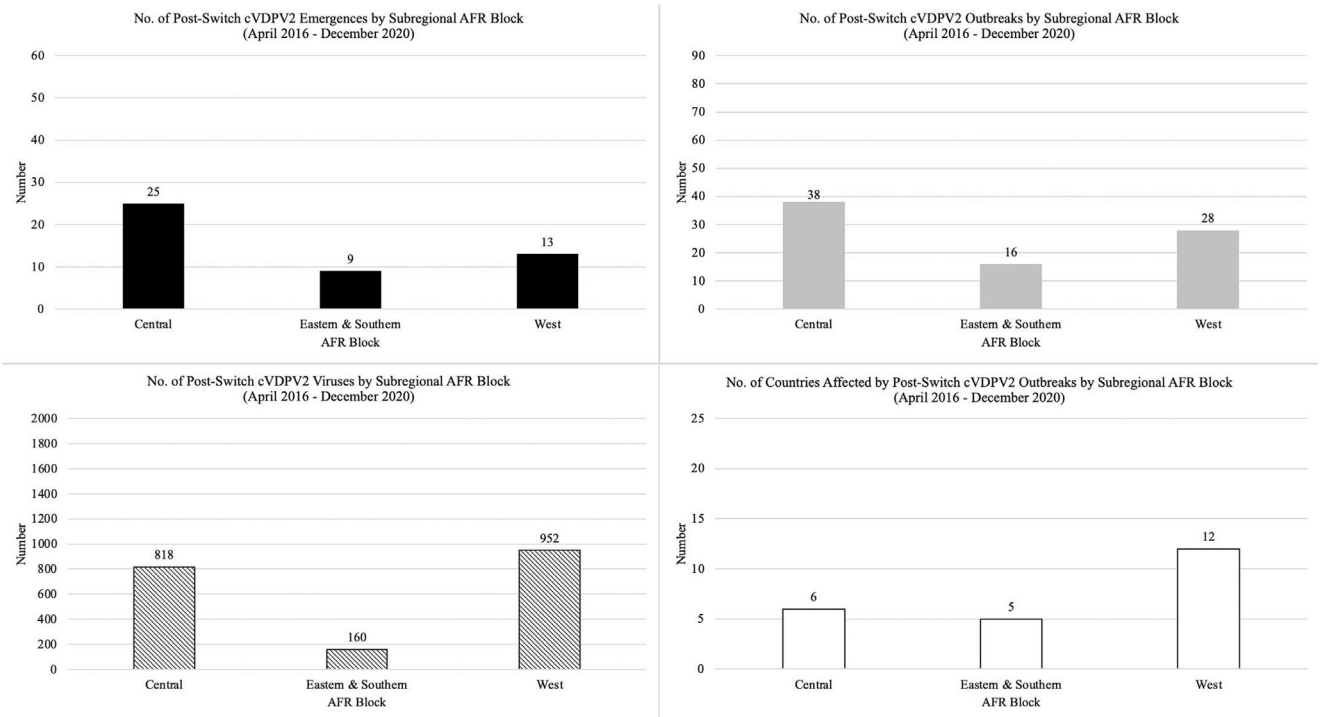 No. of Post-Switch cVDPV2 Emergences by Subregional AFR Block
(April 2016 - December 2020)
60
50
40
30
20
10
0
Number
25
9
13
Central
Eastern & Southern
West
AFR Block
No. of Post-Switch cVDPV2 Outbreaks by Subregional AFR Block
(April 2016 - December 2020)
90
80
70
60
50
40
30
20
10
0
Number
38
16
28
Central
Eastern & Southern
West
AFR Block
No. of Post-Switch cVDPV2 Viruses by Subregional AFR Block
(April 2016 - December 2020)
2000
1800
1600
1400
1200
1000
800
600
400
200
0
Number
818
160
952
Central
Eastern & Southern
West
AFR Block
No. of Countries Affected by Post-Switch cVDPV2 Outbreaks by Subregional AFR Block
(April 2016 - December 2020)
25
20
15
10
5
0
Number
6
5
12
Central
Eastern & Southern
West
AFR Block